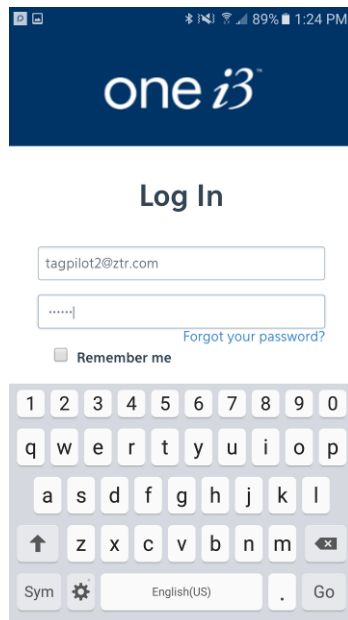 89% 1:24 PM
one i3™
Log In
tagpilot2@ztr.com
······
Forgot your password?
Remember me
1 2 3 4 5 6 7 8 9 0
q w e r t y u i o p
a s d f g h j k l
z x c v b n m
Sym English(US) . Go